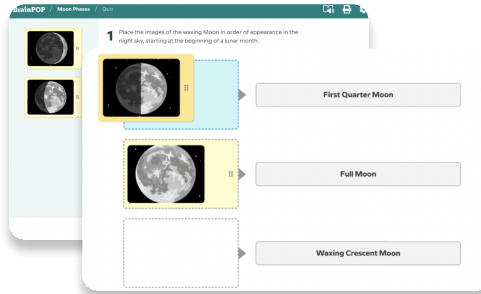 BrainPOP / Moon Phases / Quiz
1 Place the images of the waxing Moon in order of appearance in the
night sky, starting at the beginning of a lunar month.
First Quarter Moon
Full Moon
Waxing Crescent Moon